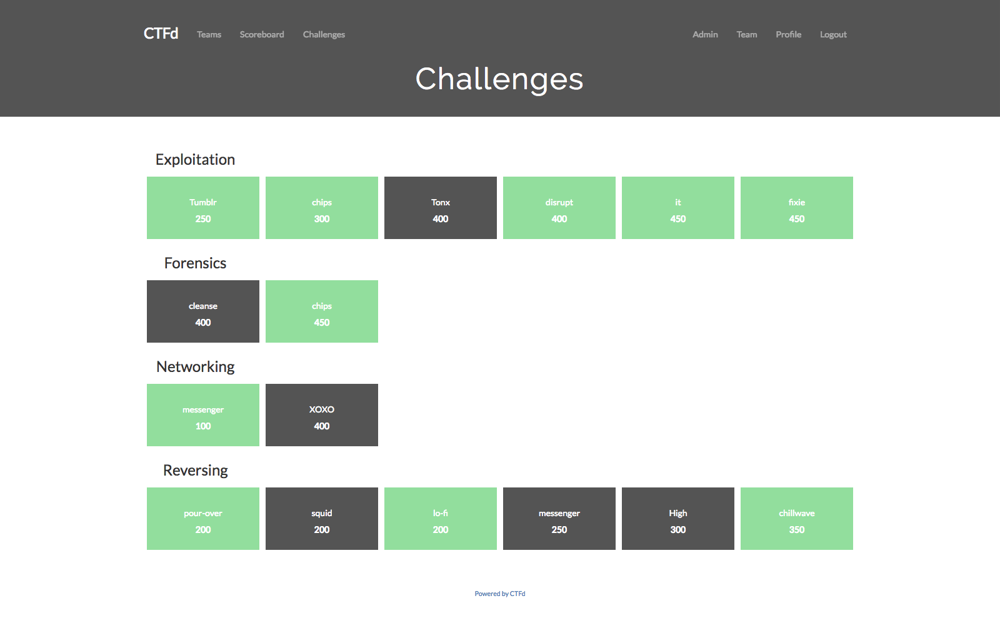 CTFd Teams Scoreboard Challenges Admin Team Profile Logout
Challenges
Exploitation
Tumblr chips Tonx disrupt it fixie
250 300 400 400 450 450
Forensics
cleanse chips
400 450
Networking
messenger XOXO
100 400
Reversing
pour-over squid lo-fi messenger High chillwave
200 200 200 250 300 350
Powered by CTFd